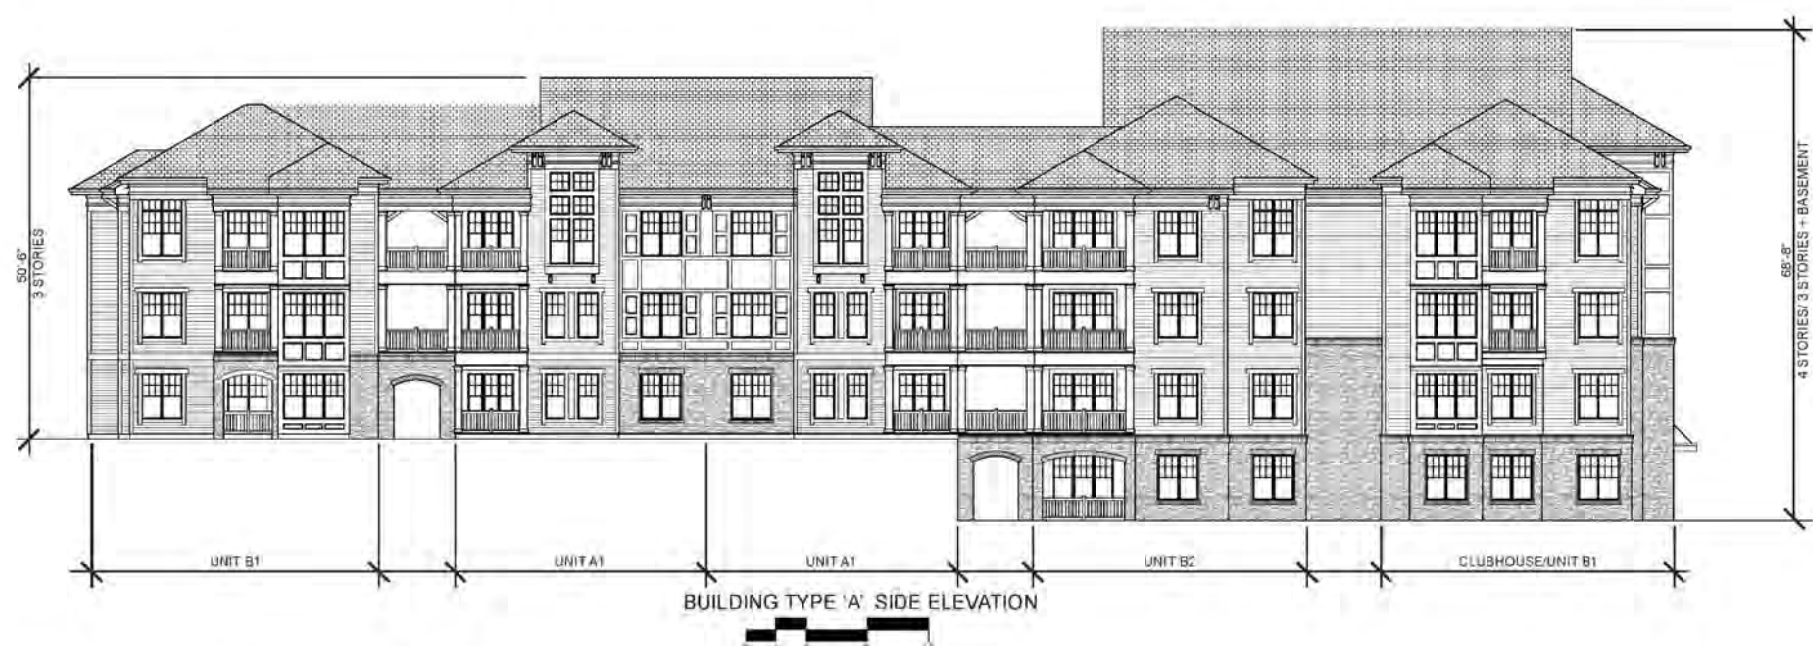 50'-6"
3 STORIES
68'-8"
4 STORIES/ 3 STORIES + BASEMENT
UNIT B1
UNIT A1
UNIT A1
UNIT B2
CLUBHOUSE/UNIT B1
BUILDING TYPE 'A' SIDE ELEVATION